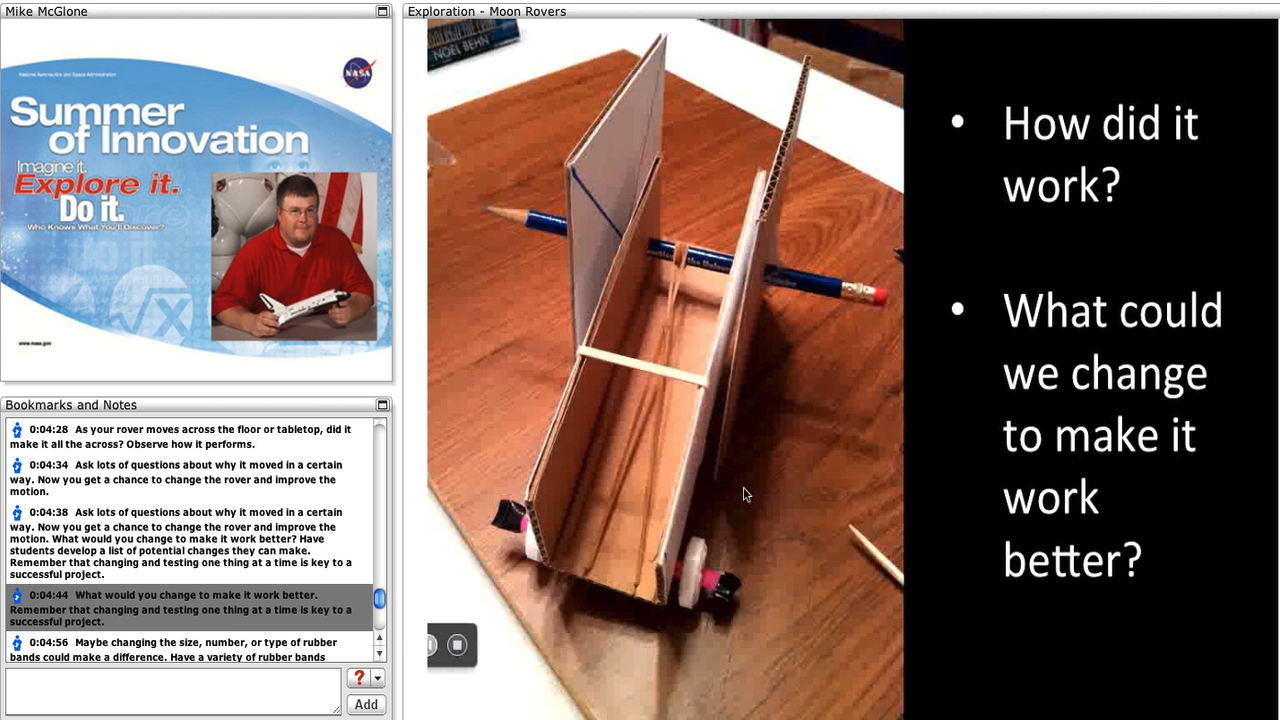 Mike McGlone
National Aeronautics and Space Administration
NASA
Summer
of Innovation
Imagine it.
Explore it.
Do it.
Who Knows What You'll Discover?
www.nasa.gov
Bookmarks and Notes
0:04:28 As your rover moves across the floor or tabletop, did it
make it all the across? Observe how it performs.
0:04:34 Ask lots of questions about why it moved in a certain
way. Now you get a chance to change the rover and improve the
motion.
0:04:38 Ask lots of questions about why it moved in a certain
way. Now you get a chance to change the rover and improve the
motion. What would you change to make it work better? Have
students develop a list of potential changes they can make.
Remember that changing and testing one thing at a time is key to a
successful project.
0:04:44 What would you change to make it work better.
Remember that changing and testing one thing at a time is key to a
successful project.
0:04:56 Maybe changing the size, number, or type of rubber
bands could make a difference. Have a variety of rubber bands
?
Add
Exploration - Moon Rovers
NOEL BEHN
• How did it
work?
• What could
we change
to make it
work
better?